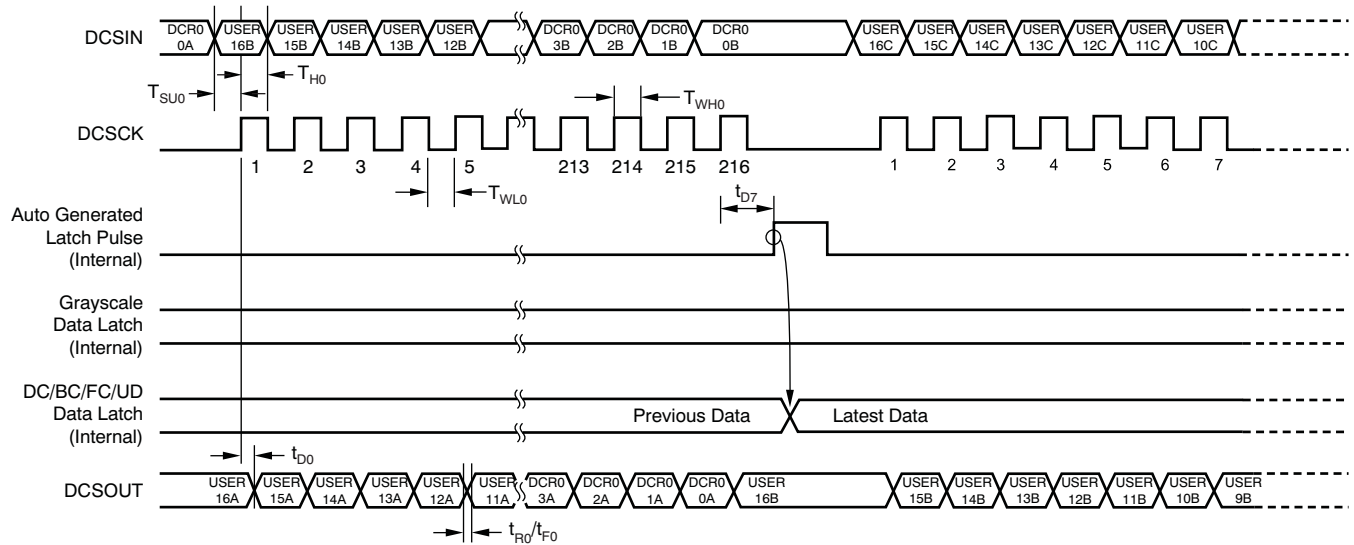 DCSIN
DCR0 0A
USER 16B
USER 15B
USER 14B
USER 13B
USER 12B
DCR0 3B
DCR0 2B
DCR0 1B
DCR0 0B
USER 16C
USER 15C
USER 14C
USER 13C
USER 12C
USER 11C
USER 10C
TSU0
TH0
TWH0
DCSCK
1 2 3 4 5 213 214 215 216 1 2 3 4 5 6 7
TWL0
tD7
Auto Generated
Latch Pulse
(Internal)
Grayscale
Data Latch
(Internal)
DC/BC/FC/UD
Data Latch
(Internal)
Previous Data
Latest Data
tD0
DCSOUT
USER 16A
USER 15A
USER 14A
USER 13A
USER 12A
USER 11A
DCR0 3A
DCR0 2A
DCR0 1A
DCR0 0A
USER 16B
USER 15B
USER 14B
USER 13B
USER 12B
USER 11B
USER 10B
USER 9B
tR0/tF0